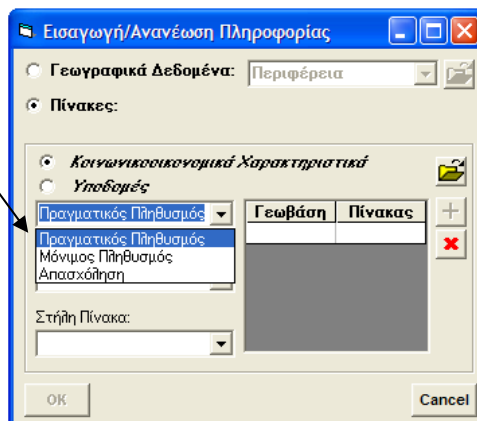 Εισαγωγή/Ανανέωση Πληροφορίας
Γεωγραφικά Δεδομένα: Περιφέρεια
Πίνακες:
Κοινωνικοοικονομικά Χαρακτηριστικά
Υποδομές
Πραγματικός Πληθυσμός Γεωβάση Πίνακας
Πραγματικός Πληθυσμός
Μόνιμος Πληθυσμός
Απασχόληση
Στήλη Πίνακα:
OK Cancel